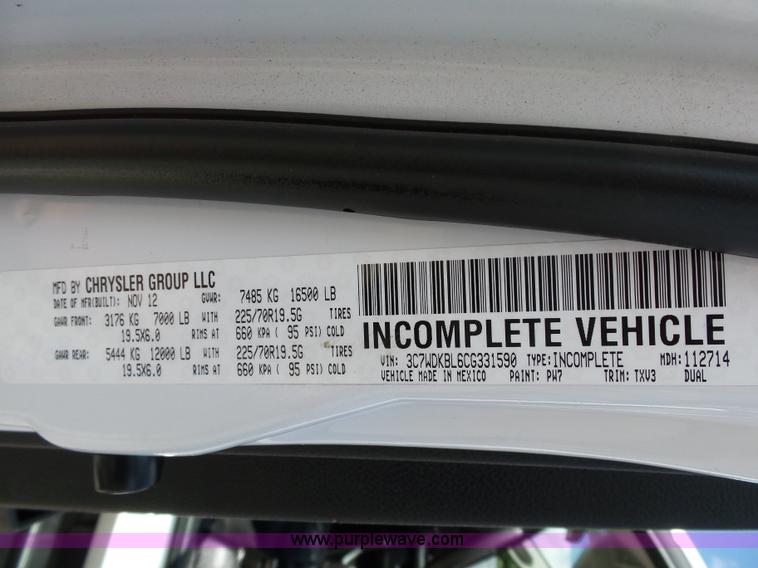 MFD BY CHRYSLER GROUP LLC
DATE OF MFR(BUILT): NOV 12 GVWR: 7485 KG 16500 LB
GAWR FRONT: 3176 KG 7000 LB WITH 225/70R19.5G TIRES
19.5X6.0 RIMS AT 660 KPA ( 95 PSI) COLD
GAWR REAR: 5444 KG 12000 LB WITH 225/70R19.5G TIRES
19.5X6.0 RIMS AT 660 KPA ( 95 PSI) COLD
INCOMPLETE VEHICLE
VIN: 3C7WDKBL6CG331590 TYPE:INCOMPLETE MDH:112714
VEHICLE MADE IN MEXICO PAINT: PW7 TRIM: TXV3 DUAL
www.purplewave.com